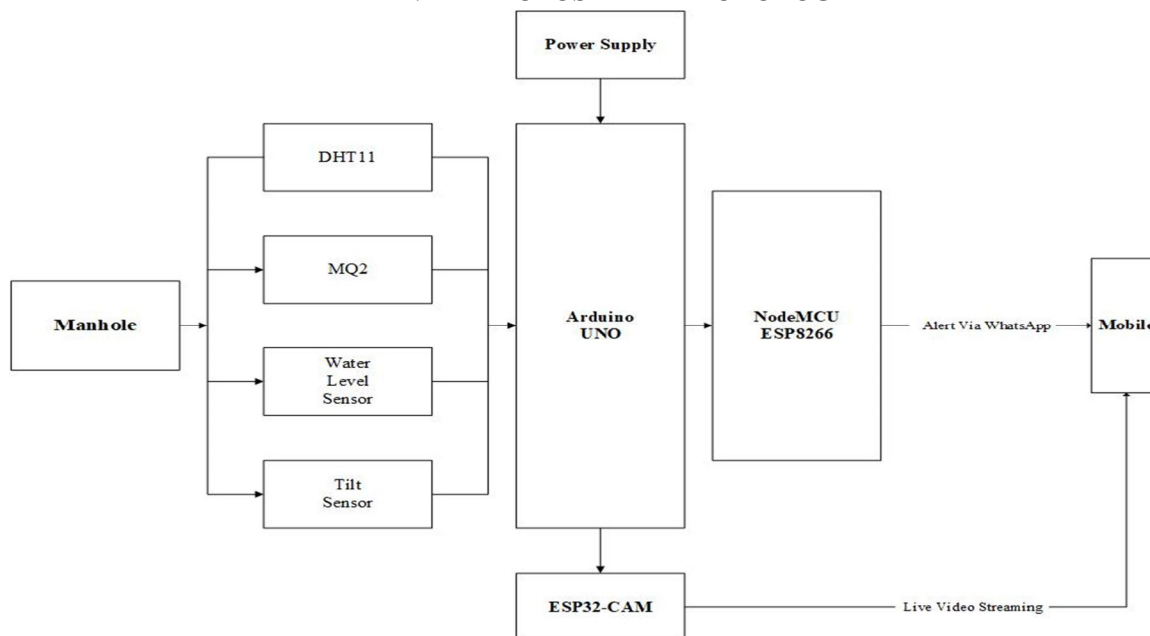 Power Supply
DHT11
MQ2
Manhole
Water
Level
Sensor
Tilt
Sensor
Arduino
UNO
NodeMCU
ESP8266
Alert Via WhatsApp
Mobile
ESP32-CAM
Live Video Streaming